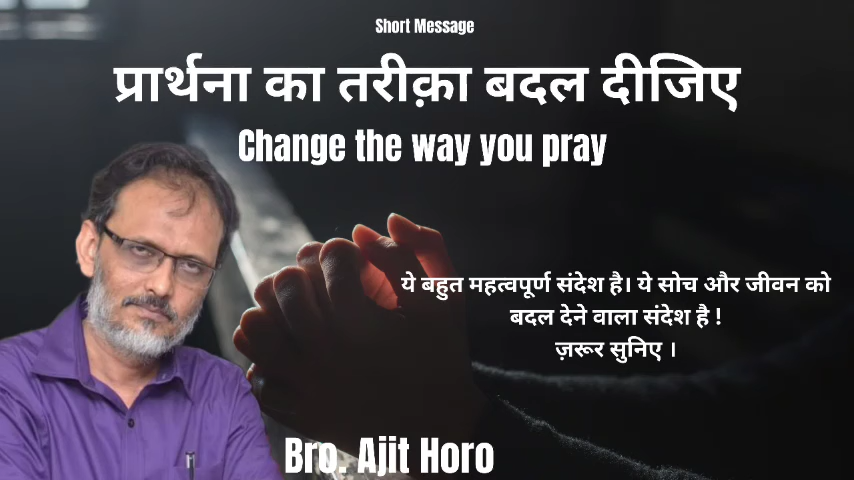 Short Message
प्रार्थना का तरीक़ा बदल दीजिए
Change the way you pray
ये बहुत महत्वपूर्ण संदेश है। ये सोच और जीवन को
बदल देने वाला संदेश है !
ज़रूर सुनिए ।
Bro. Ajit Horo